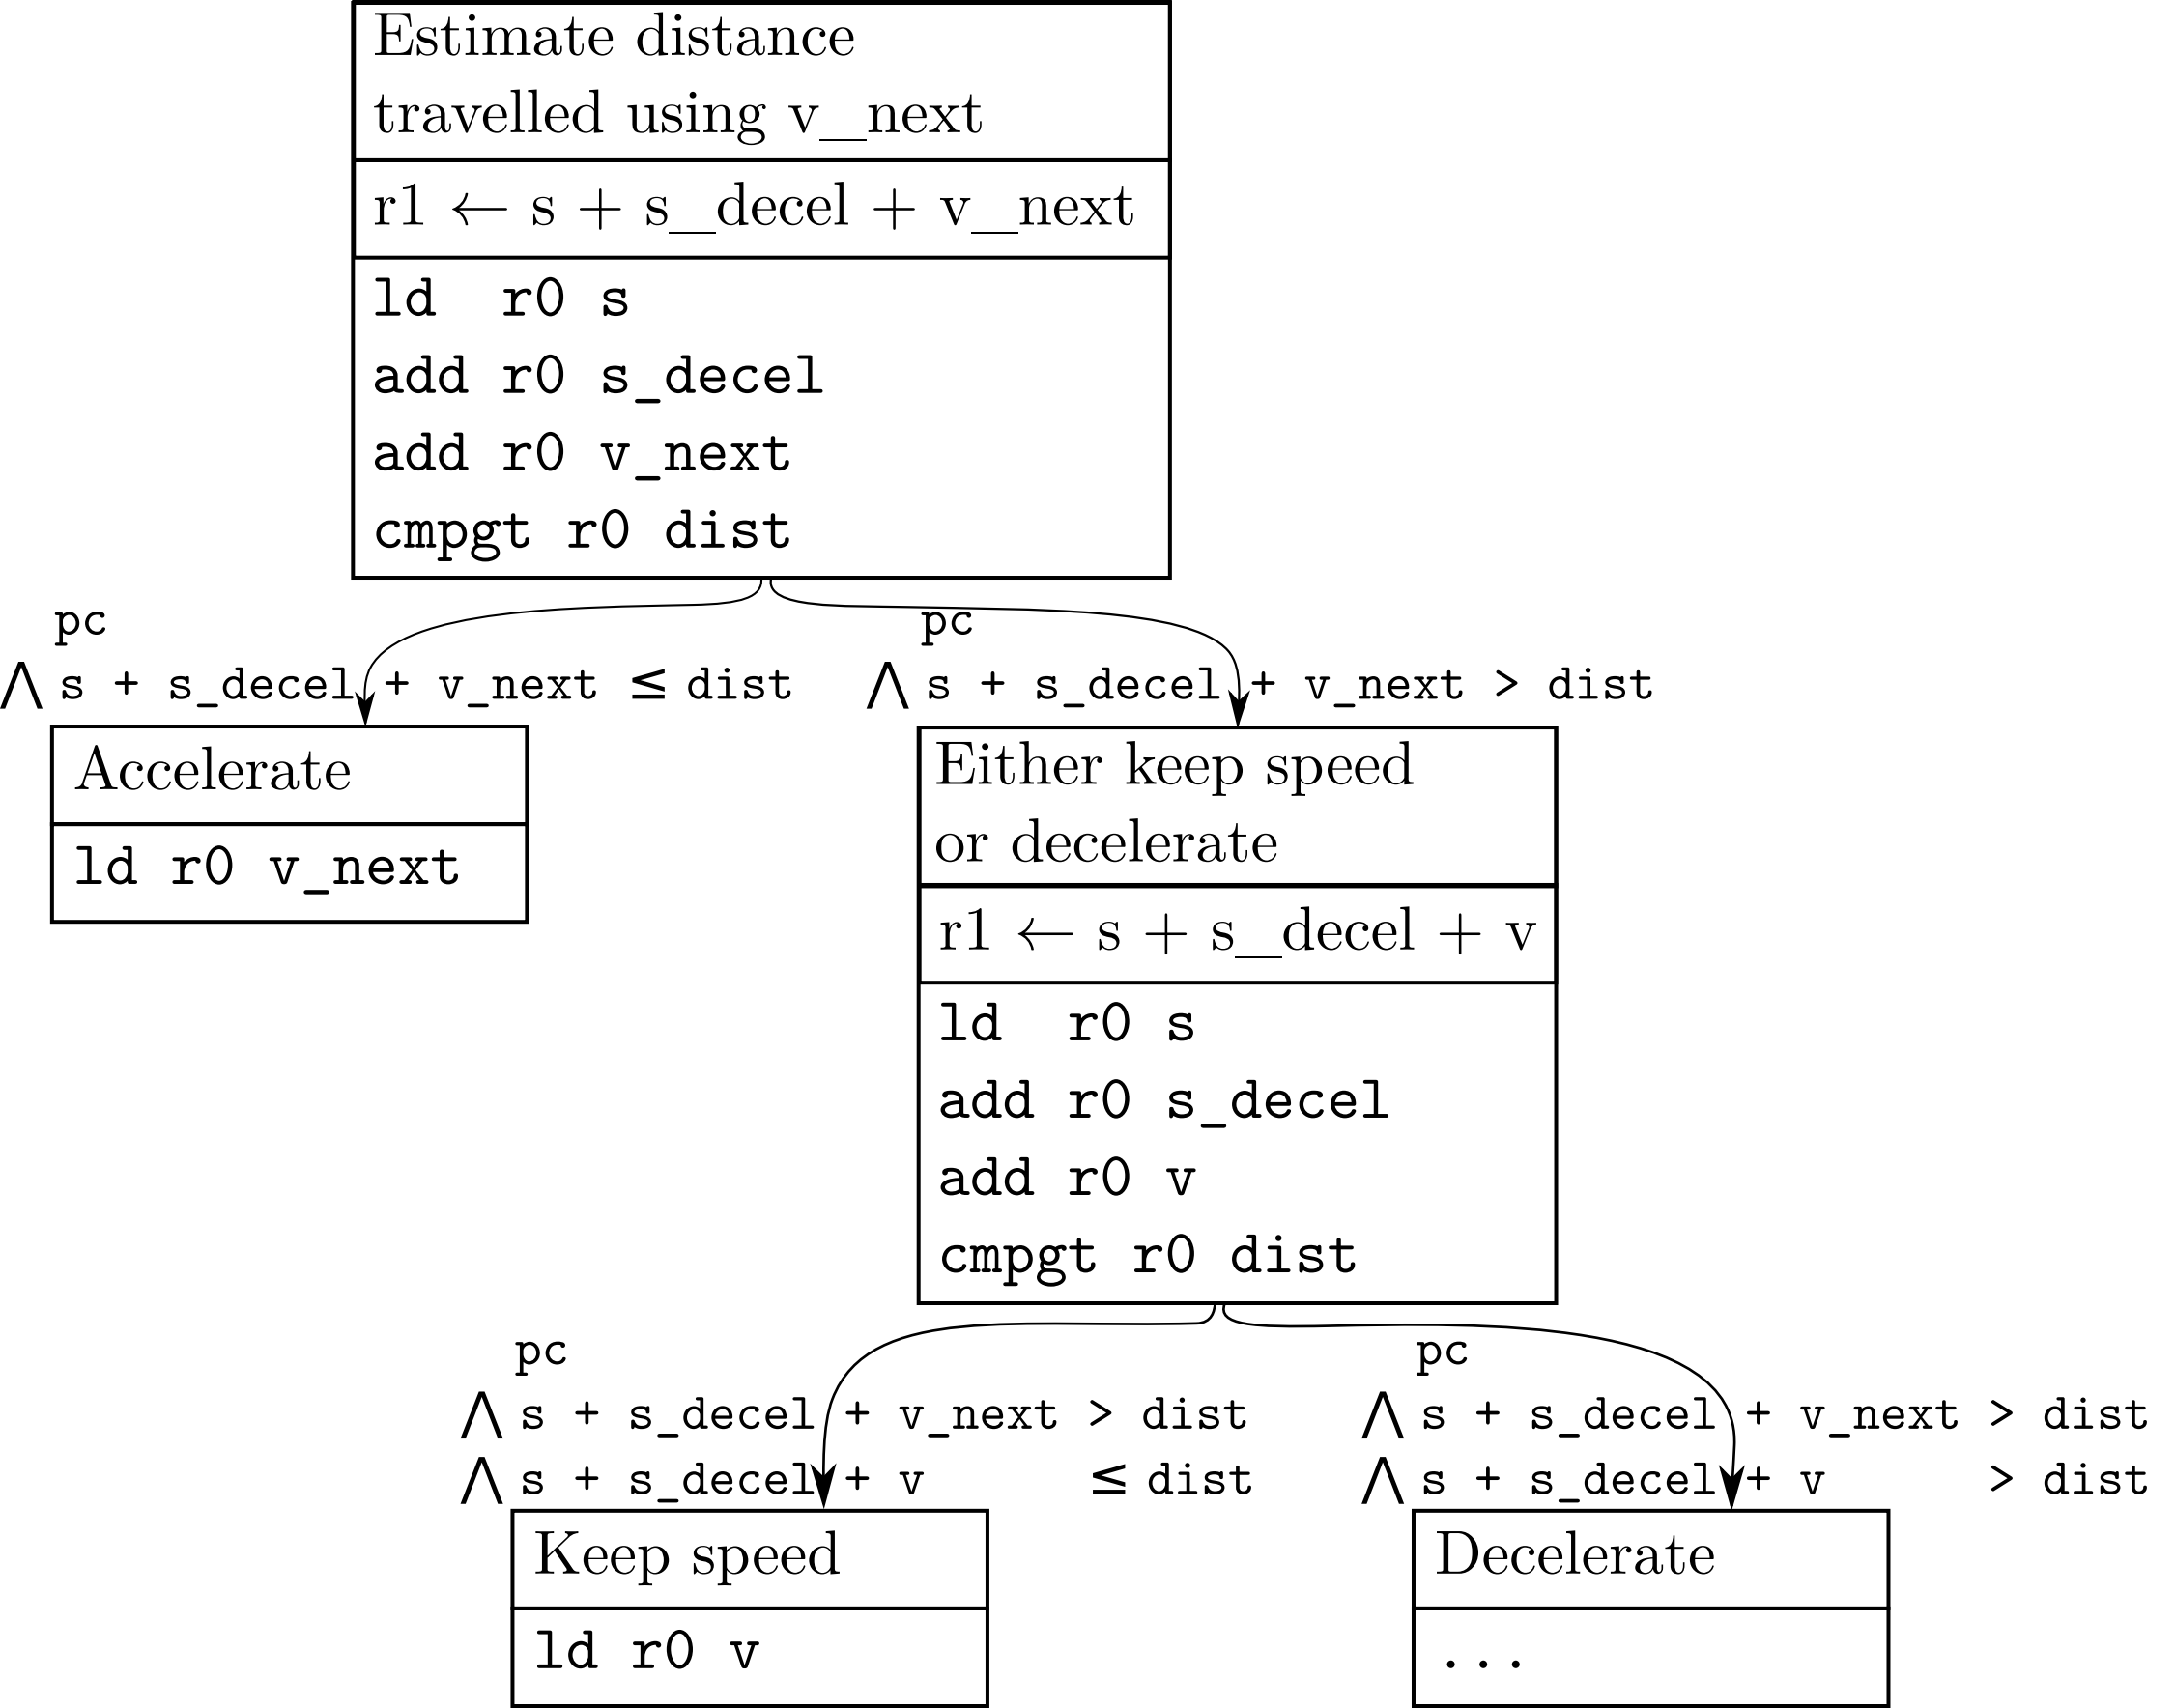 Estimate distance
travelled using v_next
r1 ← s + s_decel + v_next
ld  r0 s
add r0 s_decel
add r0 v_next
cmpgt r0 dist
pc
⋀ s + s_decel + v_next ≤ dist
pc
⋀ s + s_decel + v_next > dist
Accelerate
ld r0 v_next
Either keep speed
or decelerate
r1 ← s + s_decel + v
ld  r0 s
add r0 s_decel
add r0 v
cmpgt r0 dist
pc
⋀ s + s_decel + v_next > dist
⋀ s + s_decel + v      ≤ dist
pc
⋀ s + s_decel + v_next > dist
⋀ s + s_decel + v      > dist
Keep speed
ld r0 v
Decelerate
...